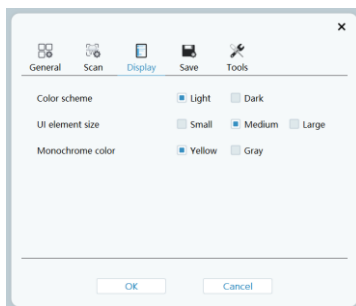 General Scan Display Save Tools
Color scheme Light Dark
UI element size Small Medium Large
Monochrome color Yellow Gray
OK Cancel